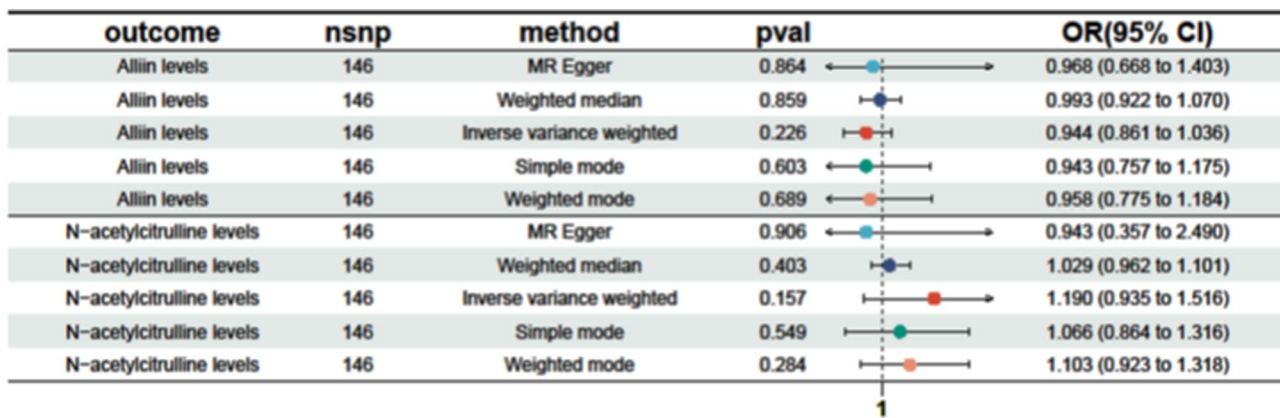 outcome nsnp method pval OR(95% CI)
Alliin levels 146 MR Egger 0.864 0.968 (0.668 to 1.403)
Alliin levels 146 Weighted median 0.859 0.993 (0.922 to 1.070)
Alliin levels 146 Inverse variance weighted 0.226 0.944 (0.861 to 1.036)
Alliin levels 146 Simple mode 0.603 0.943 (0.757 to 1.175)
Alliin levels 146 Weighted mode 0.689 0.958 (0.775 to 1.184)
N−acetylcitrulline levels 146 MR Egger 0.906 0.943 (0.357 to 2.490)
N−acetylcitrulline levels 146 Weighted median 0.403 1.029 (0.962 to 1.101)
N−acetylcitrulline levels 146 Inverse variance weighted 0.157 1.190 (0.935 to 1.516)
N−acetylcitrulline levels 146 Simple mode 0.549 1.066 (0.864 to 1.316)
N−acetylcitrulline levels 146 Weighted mode 0.284 1.103 (0.923 to 1.318)
1